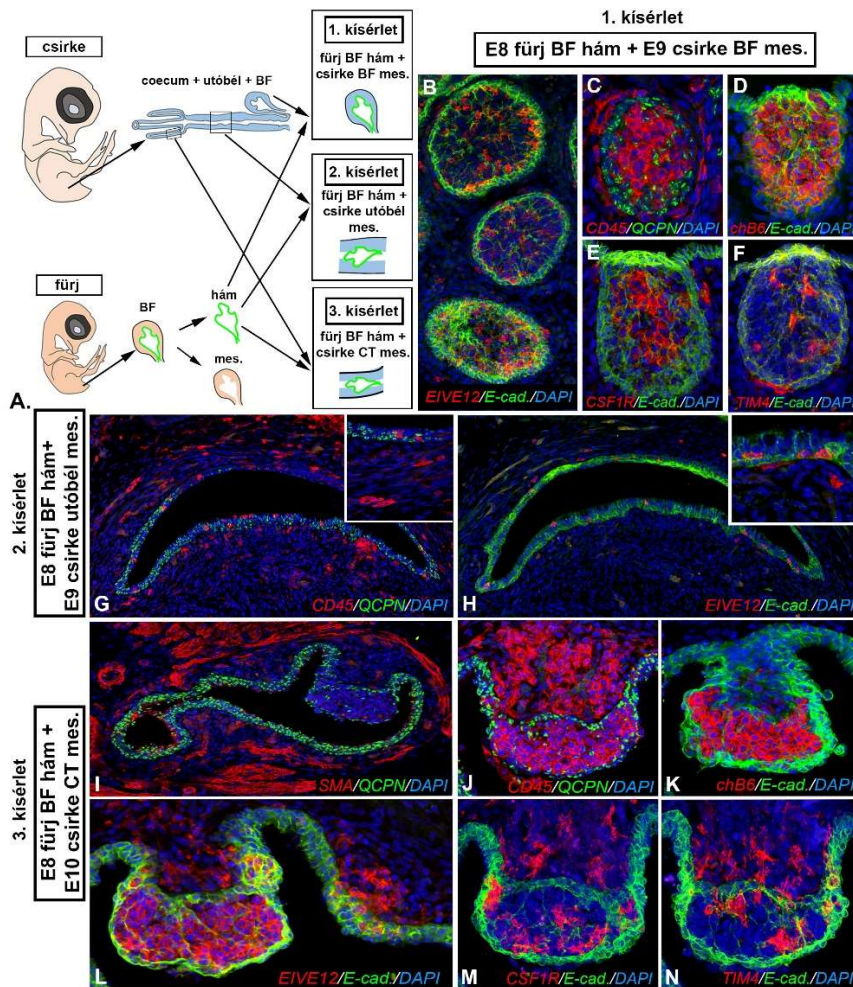 csirke
coecum + utóbél + BF
1. kísérlet
fürj BF hám +
csirke BF mes.
2. kísérlet
fürj BF hám +
csirke utóbél
mes.
3. kísérlet
fürj BF hám +
csirke CT mes.
fürj
BF
hám
mes.
A.
1. kísérlet
E8 fürj BF hám + E9 csirke BF mes.
B
EIVE12/E-cad./DAPI
C
CD45/QCPN/DAPI
D
chB6/E-cad./DAPI
E
CSF1R/E-cad./DAPI
F
TIM4/E-cad./DAPI
2. kísérlet
E8 fürj BF hám+
E9 csirke utóbél mes.
G
CD45/QCPN/DAPI
H
EIVE12/E-cad./DAPI
3. kísérlet
E8 fürj BF hám +
E10 csirke CT mes.
I
SMA/QCPN/DAPI
J
CD45/QCPN/DAPI
K
chB6/E-cad./DAPI
L
EIVE12/E-cad./DAPI
M
CSF1R/E-cad./DAPI
N
TIM4/E-cad./DAPI